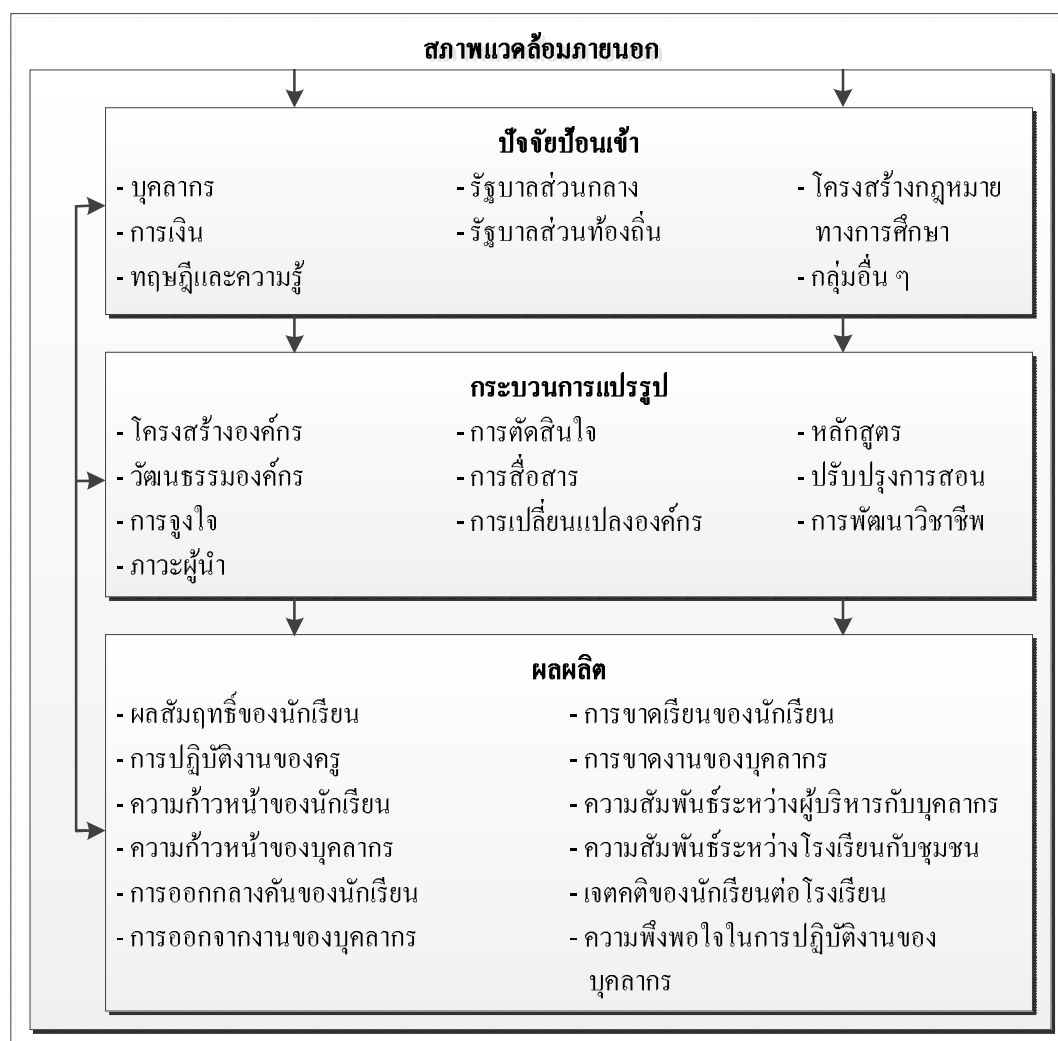 สภาพแวดล้อมภายนอก
ปัจจัยป้อนเข้า
- บุคลากร
- การเงิน
- ทฤษฎีและความรู้
- รัฐบาลส่วนกลาง
- รัฐบาลส่วนท้องถิ่น
- โครงสร้างกฎหมาย
ทางการศึกษา
- กลุ่มอื่น ๆ
กระบวนการแปรรูป
- โครงสร้างองค์กร
- วัฒนธรรมองค์กร
- การจูงใจ
- ภาวะผู้นำ
- การตัดสินใจ
- การสื่อสาร
- การเปลี่ยนแปลงองค์กร
- หลักสูตร
- ปรับปรุงการสอน
- การพัฒนาวิชาชีพ
ผลผลิต
- ผลสัมฤทธิ์ของนักเรียน
- การปฏิบัติงานของครู
- ความก้าวหน้าของนักเรียน
- ความก้าวหน้าของบุคลากร
- การออกกลางคันของนักเรียน
- การออกจากงานของบุคลากร
- การขาดเรียนของนักเรียน
- การขาดงานของบุคลากร
- ความสัมพันธ์ระหว่างผู้บริหารกับบุคลากร
- ความสัมพันธ์ระหว่างโรงเรียนกับชุมชน
- เจตคติของนักเรียนต่อโรงเรียน
- ความพึงพอใจในการปฏิบัติงานของ
บุคลากร